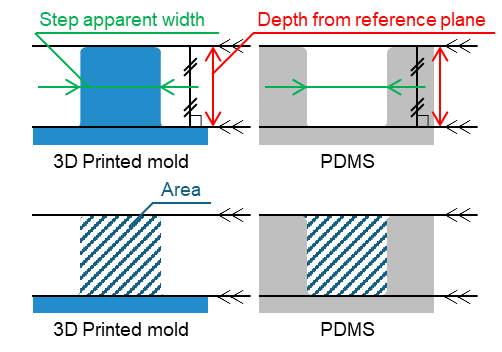 Step apparent width
Depth from reference plane
3D Printed mold
PDMS
Area
3D Printed mold
PDMS